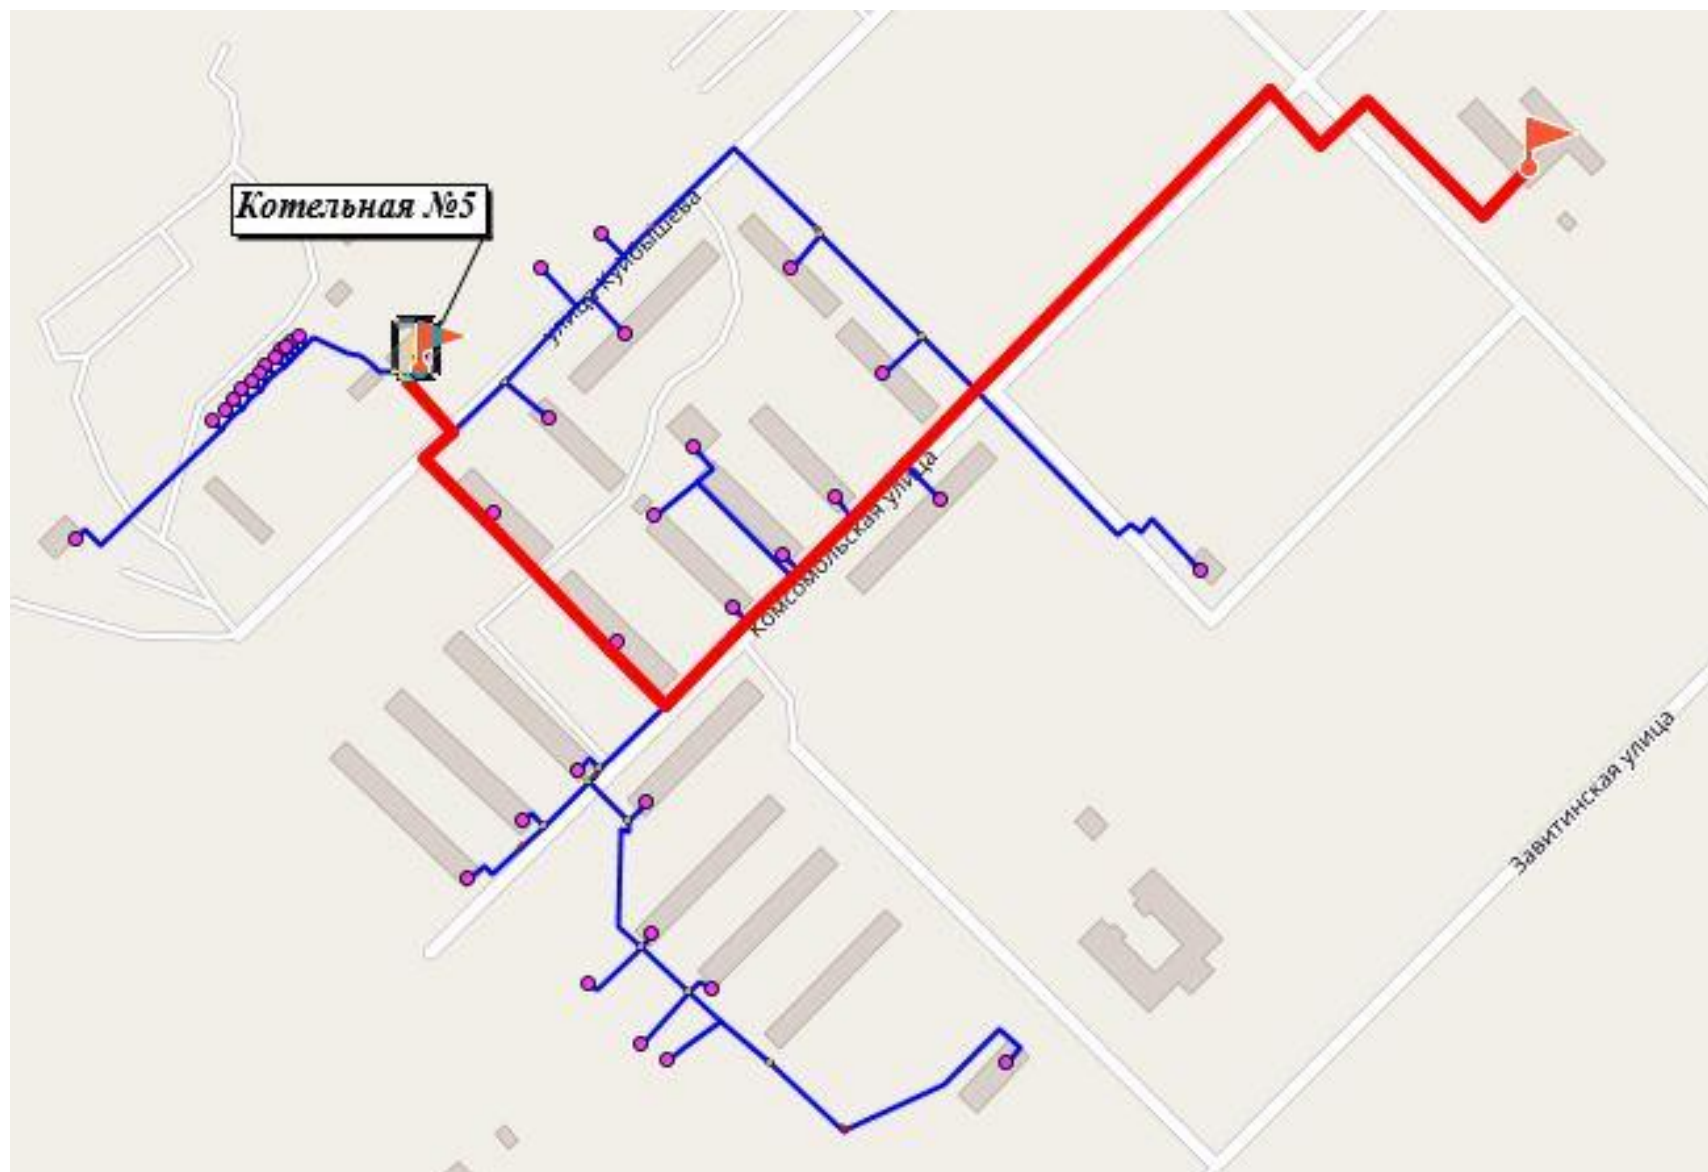 Котельная №5
улица Куйбышева
Комсомольская улица
Завитинская улица